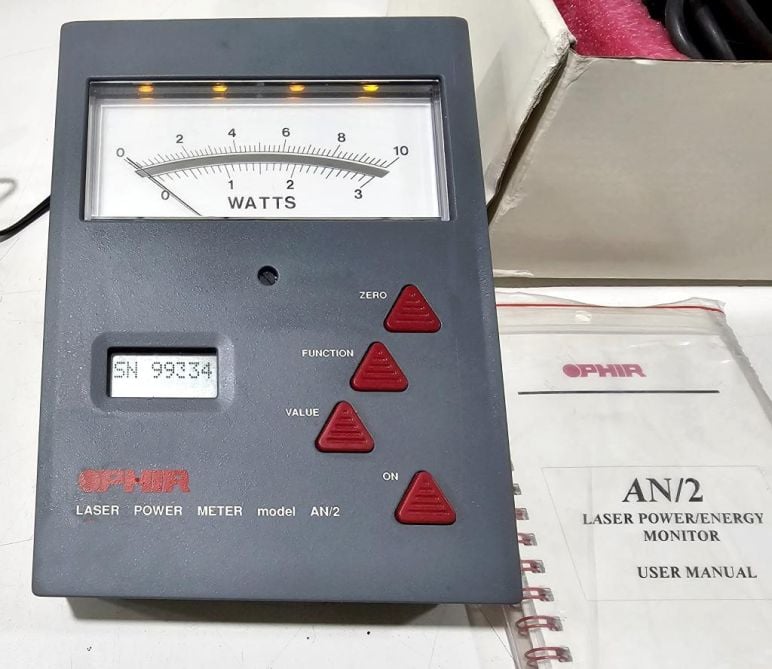 0 2 4 6 8 10
0 1 2 3
WATTS
ZERO
FUNCTION
SN 99334
VALUE
ON
OPHIR
LASER POWER METER model AN/2
OPHIR
AN/2
LASER POWER/ENERGY
MONITOR
USER MANUAL